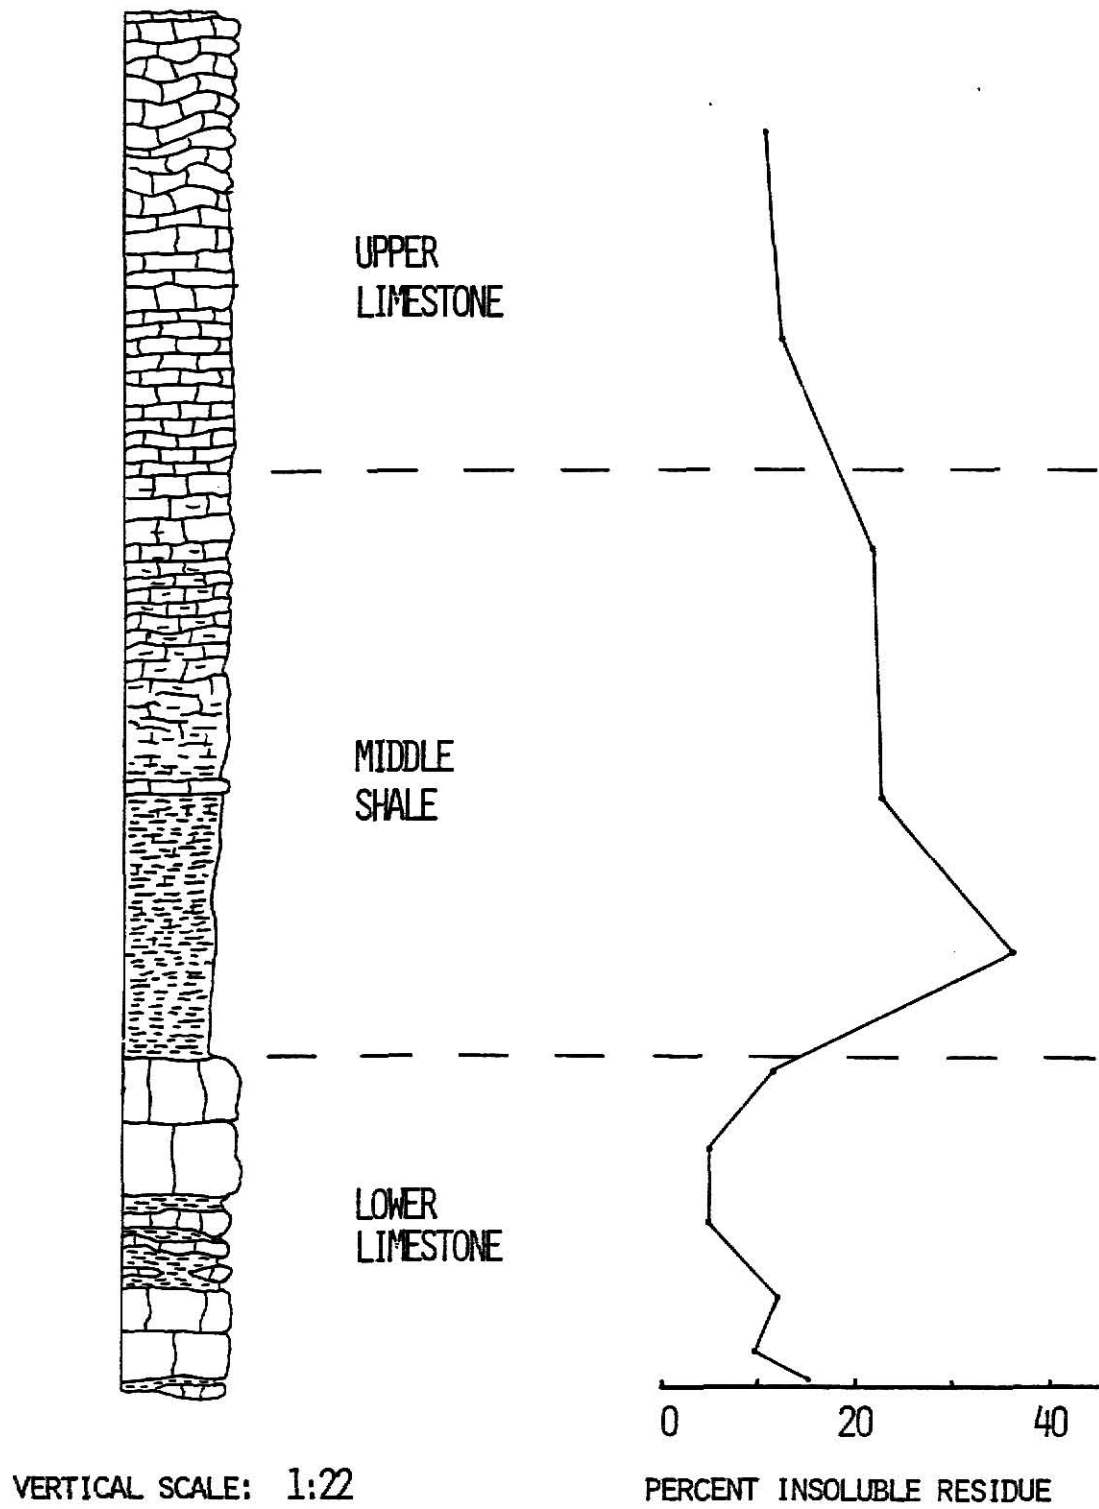 UPPER
LIMESTONE
MIDDLE
SHALE
LOWER
LIMESTONE
0 20 40
VERTICAL SCALE: 1:22
PERCENT INSOLUBLE RESIDUE